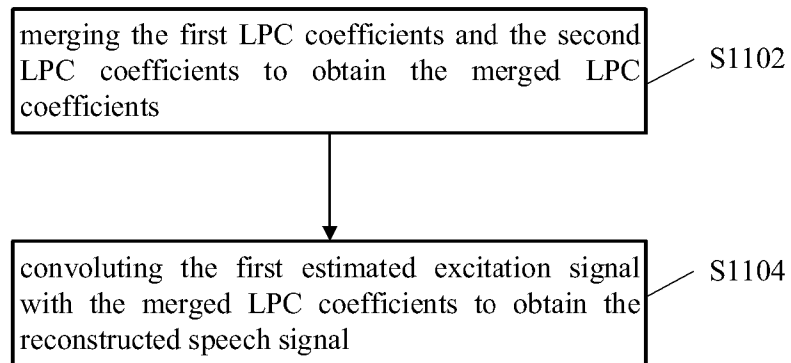 merging the first LPC coefficients and the second
LPC coefficients to obtain the merged LPC
coefficients
S1102
convoluting the first estimated excitation signal
with the merged LPC coefficients to obtain the
reconstructed speech signal
S1104